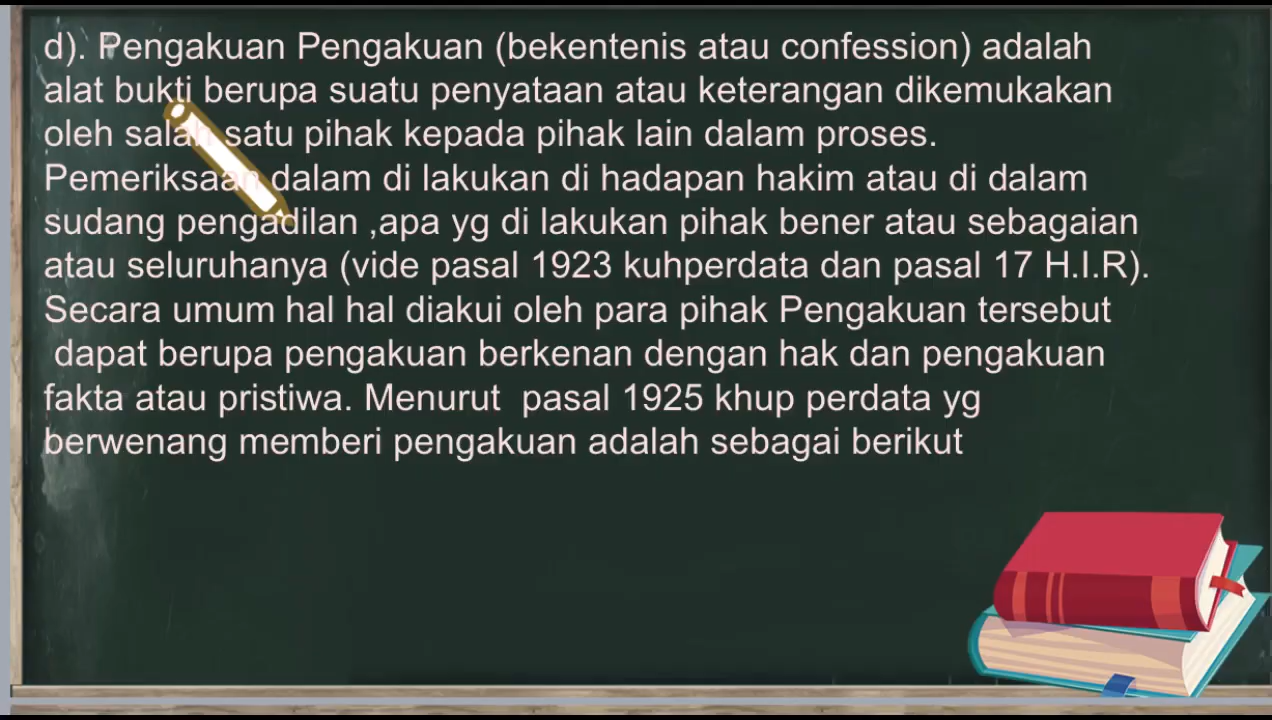 d). Pengakuan Pengakuan (bekentenis atau confession) adalah
alat bukti berupa suatu penyataan atau keterangan dikemukakan
oleh salah satu pihak kepada pihak lain dalam proses.
Pemeriksaan dalam di lakukan di hadapan hakim atau di dalam
sudang pengadilan ,apa yg di lakukan pihak bener atau sebagaian
atau seluruhanya (vide pasal 1923 kuhperdata dan pasal 17 H.I.R).
Secara umum hal hal diakui oleh para pihak Pengakuan tersebut
dapat berupa pengakuan berkenan dengan hak dan pengakuan
fakta atau pristiwa. Menurut pasal 1925 khup perdata yg
berwenang memberi pengakuan adalah sebagai berikut